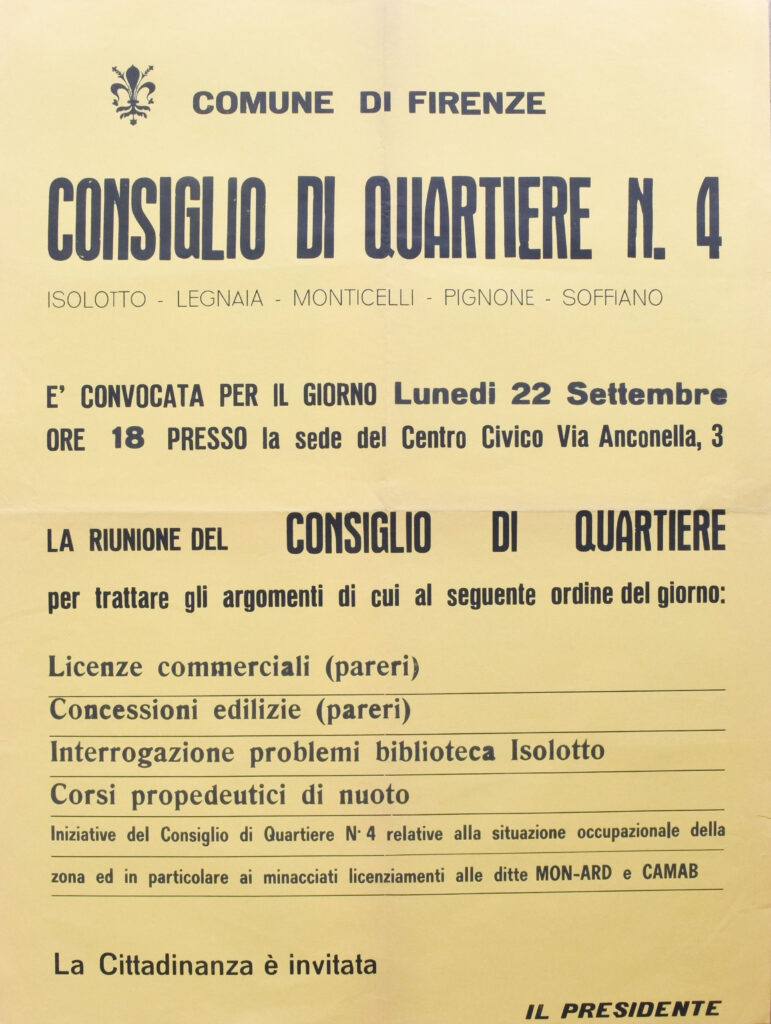 COMUNE DI FIRENZE
CONSIGLIO DI QUARTIERE N. 4
ISOLOTTO - LEGNAIA - MONTICELLI - PIGNONE - SOFFIANO
E' CONVOCATA PER IL GIORNO Lunedi 22 Settembre
ORE 18 PRESSO la sede del Centro Civico Via Anconella, 3
LA RIUNIONE DEL CONSIGLIO DI QUARTIERE
per trattare gli argomenti di cui al seguente ordine del giorno:
Licenze commerciali (pareri)
Concessioni edilizie (pareri)
Interrogazione problemi biblioteca Isolotto
Corsi propedeutici di nuoto
Iniziative del Consiglio di Quartiere N· 4 relative alla situazione occupazionale della
zona ed in particolare ai minacciati licenziamenti alle ditte MON-ARD e CAMAB
La Cittadinanza è invitata
IL PRESIDENTE